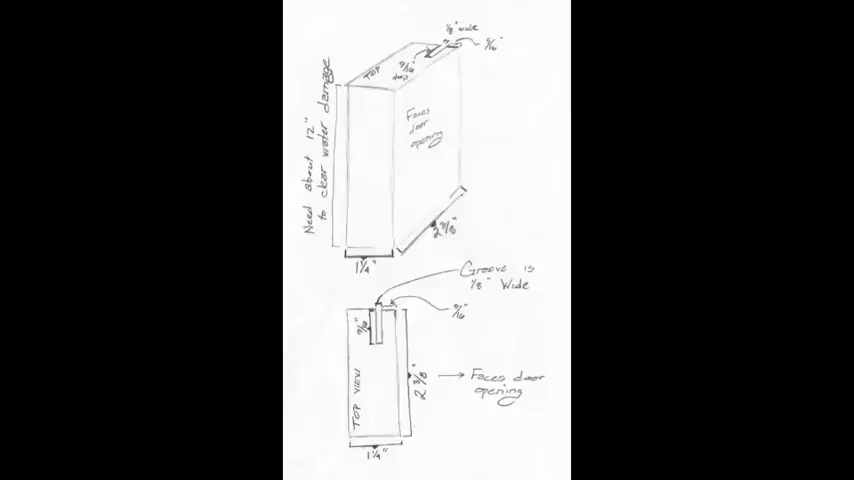 1/8" wide
5/16"
9/16"
deep
TOP
Faces
door
opening
Need about 12"
to clear water damage
2 3/8"
1 1/4"
Groove is
1/8" Wide
5/16"
9/16"
2 3/8"
Faces door
opening
TOP VIEW
1 1/4"